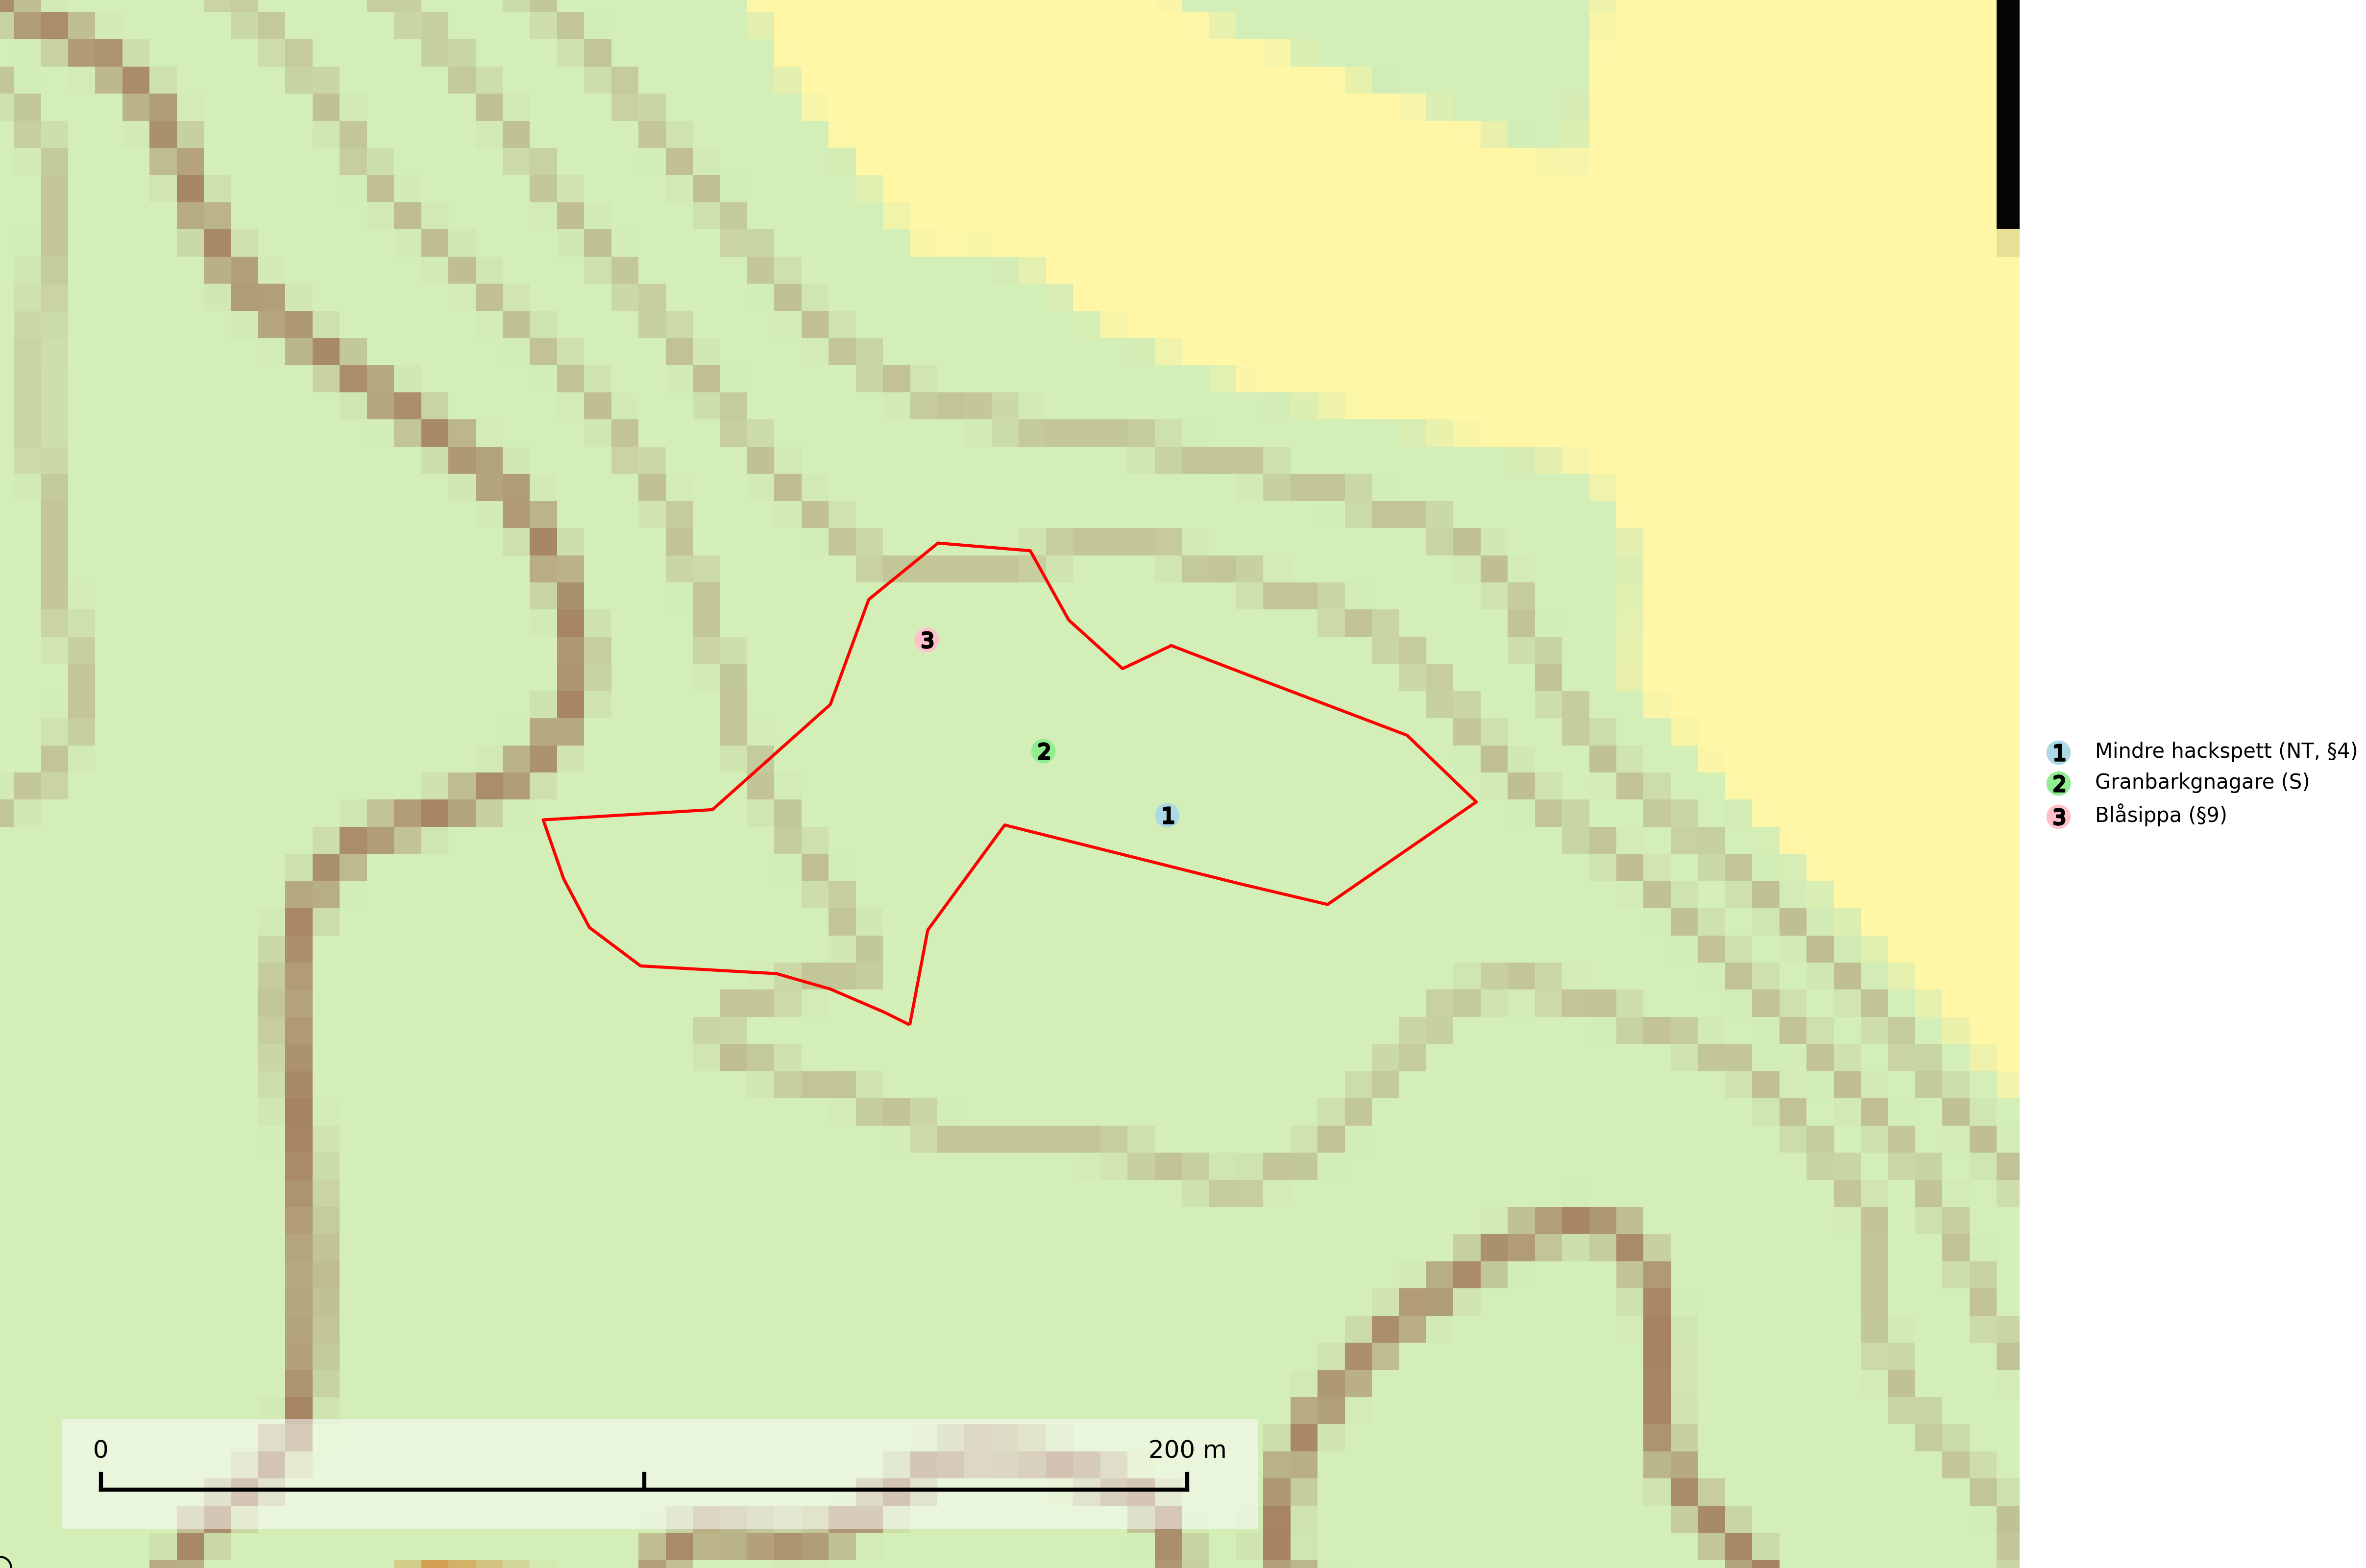 3
2
1
1 Mindre hackspett (NT, §4)
2 Granbarkgnagare (S)
3 Blåsippa (§9)
0 200 m